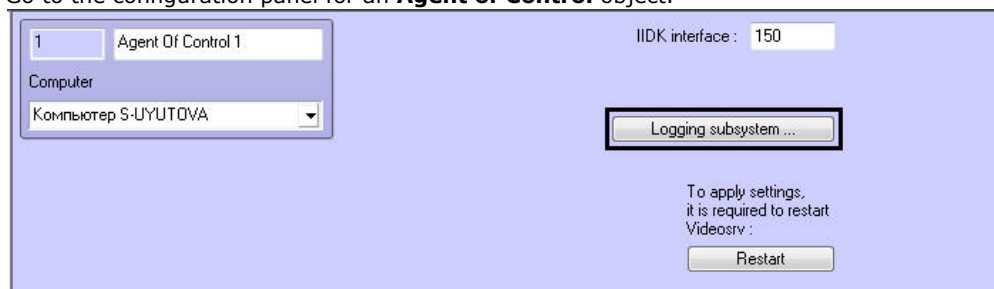 Go to the configuration panel for an Agent of Control object.
1
Agent Of Control 1
Computer
Компьютер S-UYUTOVA
IIDK interface : 150
Logging subsystem ...
To apply settings,
it is required to restart
Videosrv :
Restart